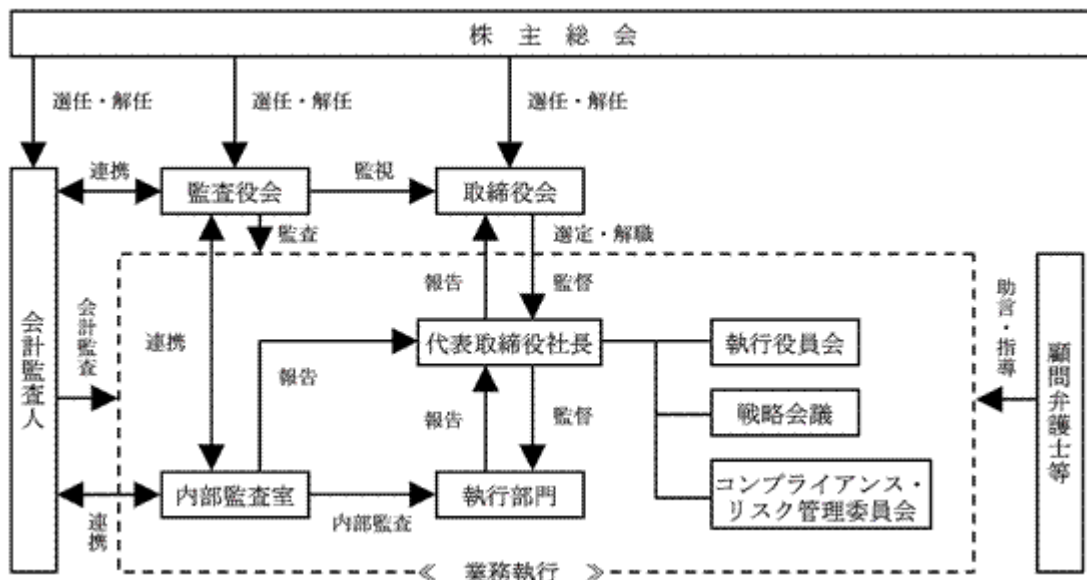 株主総会
選任・解任
選任・解任
選任・解任
連携
監査役会
監視
取締役会
監査
選定・解職
報告
監督
会計監査人
会計監査
連携
報告
代表取締役社長
執行役員会
助言・指導
顧問弁護士等
報告
監督
戦略会議
内部監査室
執行部門
コンプライアンス・
リスク管理委員会
連携
内部監査
≪ 業務執行 ≫